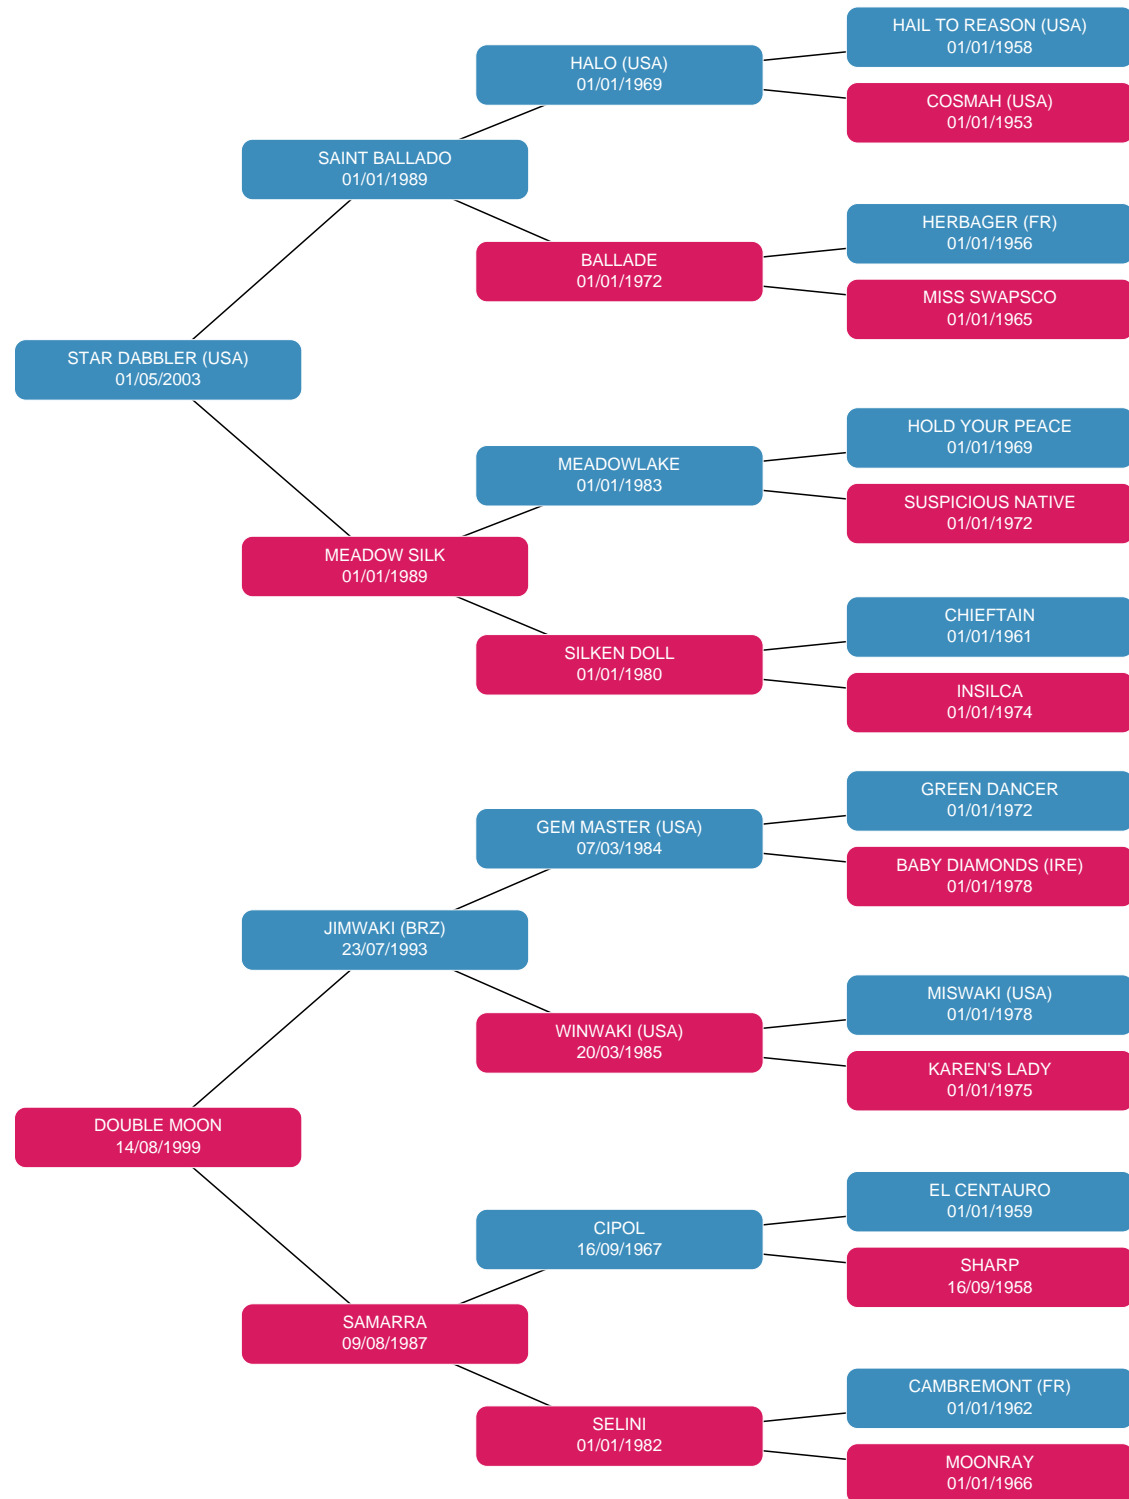 HAIL TO REASON (USA)
01/01/1958
HALO (USA)
01/01/1969
COSMAH (USA)
01/01/1953
SAINT BALLADO
01/01/1989
HERBAGER (FR)
01/01/1956
BALLADE
01/01/1972
MISS SWAPSCO
01/01/1965
STAR DABBLER (USA)
01/05/2003
HOLD YOUR PEACE
01/01/1969
MEADOWLAKE
01/01/1983
SUSPICIOUS NATIVE
01/01/1972
MEADOW SILK
01/01/1989
CHIEFTAIN
01/01/1961
SILKEN DOLL
01/01/1980
INSILCA
01/01/1974
GREEN DANCER
01/01/1972
GEM MASTER (USA)
07/03/1984
BABY DIAMONDS (IRE)
01/01/1978
JIMWAKI (BRZ)
23/07/1993
MISWAKI (USA)
01/01/1978
WINWAKI (USA)
20/03/1985
KAREN'S LADY
01/01/1975
DOUBLE MOON
14/08/1999
EL CENTAURO
01/01/1959
CIPOL
16/09/1967
SHARP
16/09/1958
SAMARRA
09/08/1987
CAMBREMONT (FR)
01/01/1962
SELINI
01/01/1982
MOONRAY
01/01/1966